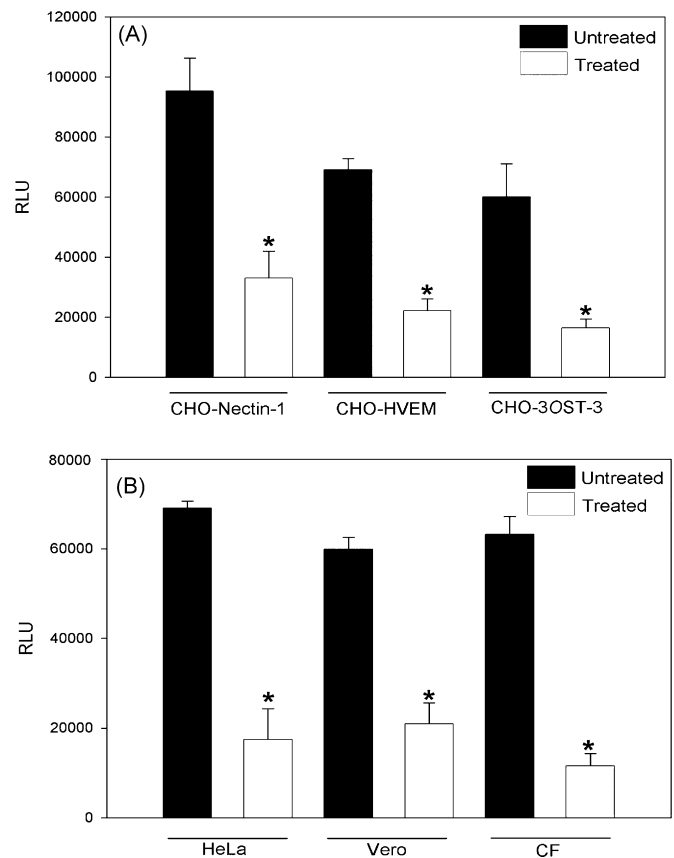 (A)
Untreated
Treated
120000
100000
80000
60000
40000
20000
0
RLU
*
*
*
CHO-Nectin-1 CHO-HVEM CHO-3OST-3
(B)
Untreated
Treated
80000
60000
40000
20000
0
RLU
*
*
*
HeLa Vero CF